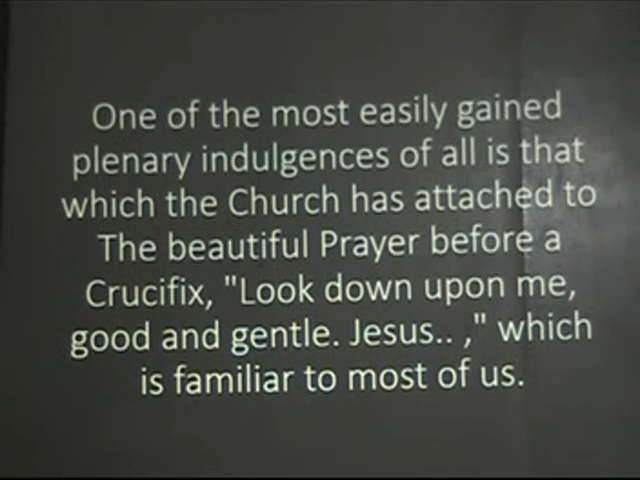 One of the most easily gained
plenary indulgences of all is that
which the Church has attached to
The beautiful Prayer before a
Crucifix, "Look down upon me,
good and gentle. Jesus.. ," which
is familiar to most of us.